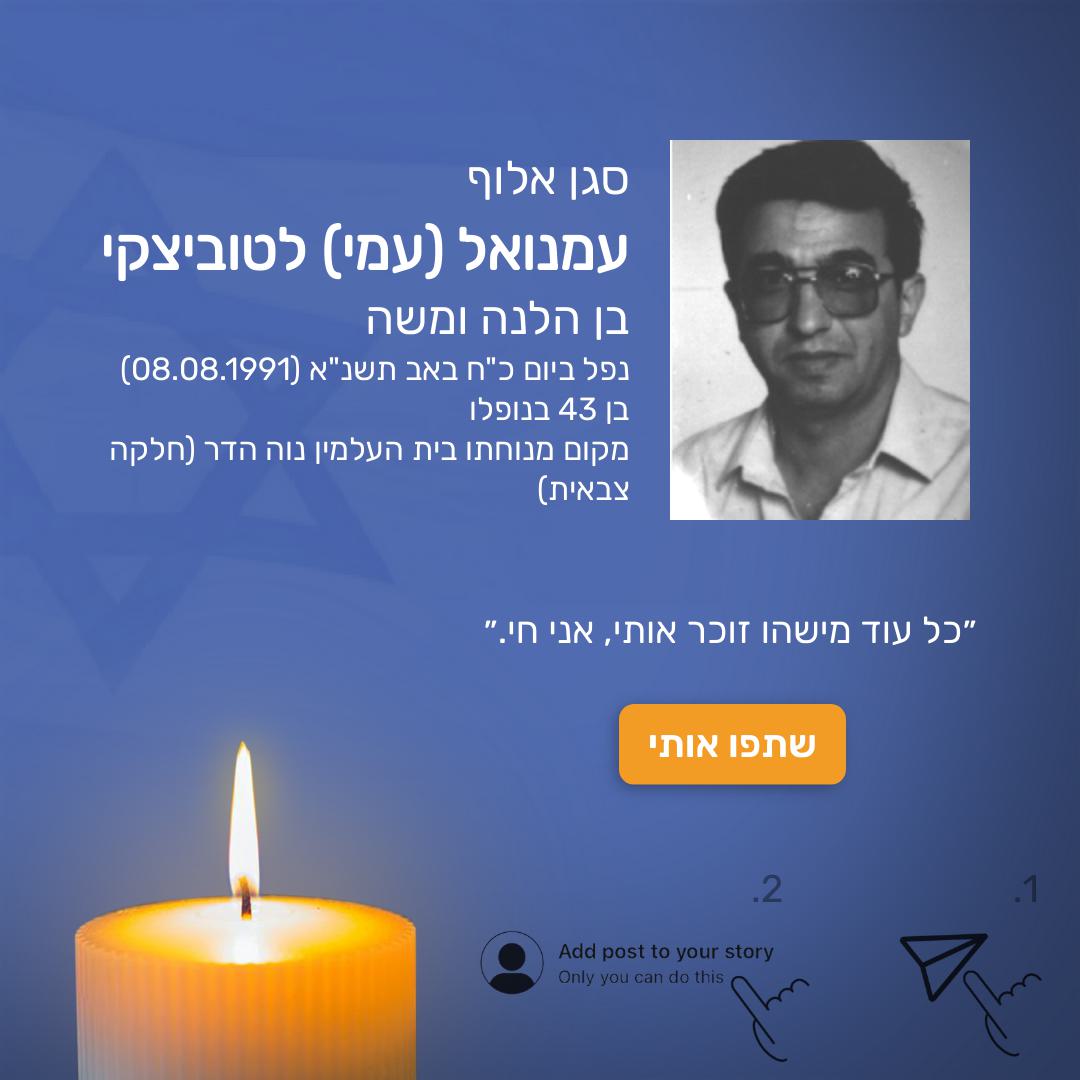 סגן אלוף
עמנואל (עמי) לטוביצקי
בן הלנה ומשה
נפל ביום כ"ח באב תשנ"א (08.08.1991)
בן 43 בנופלו
מקום מנוחתו בית העלמין נוה הדר (חלקה
צבאית)
״כל עוד מישהו זוכר אותי, אני חי.״
שתפו אותי
1.
2.
Add post to your story
Only you can do this